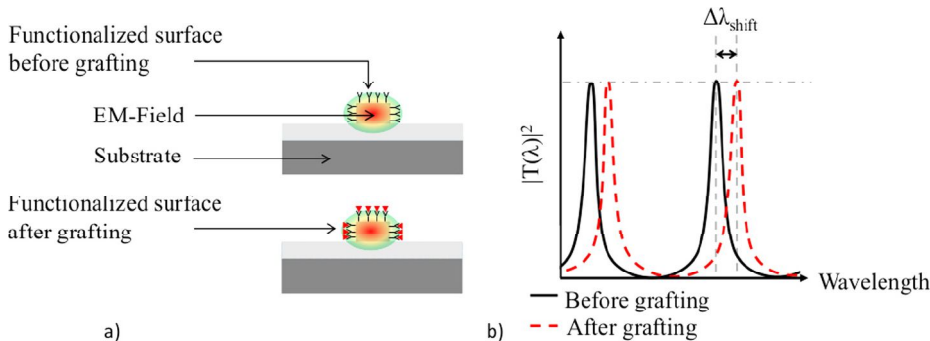 Functionalized surface
before grafting
EM-Field
Substrate
Functionalized surface
after grafting
a)
Δλshift
|T(λ)|²
Wavelength
Before grafting
After grafting
b)